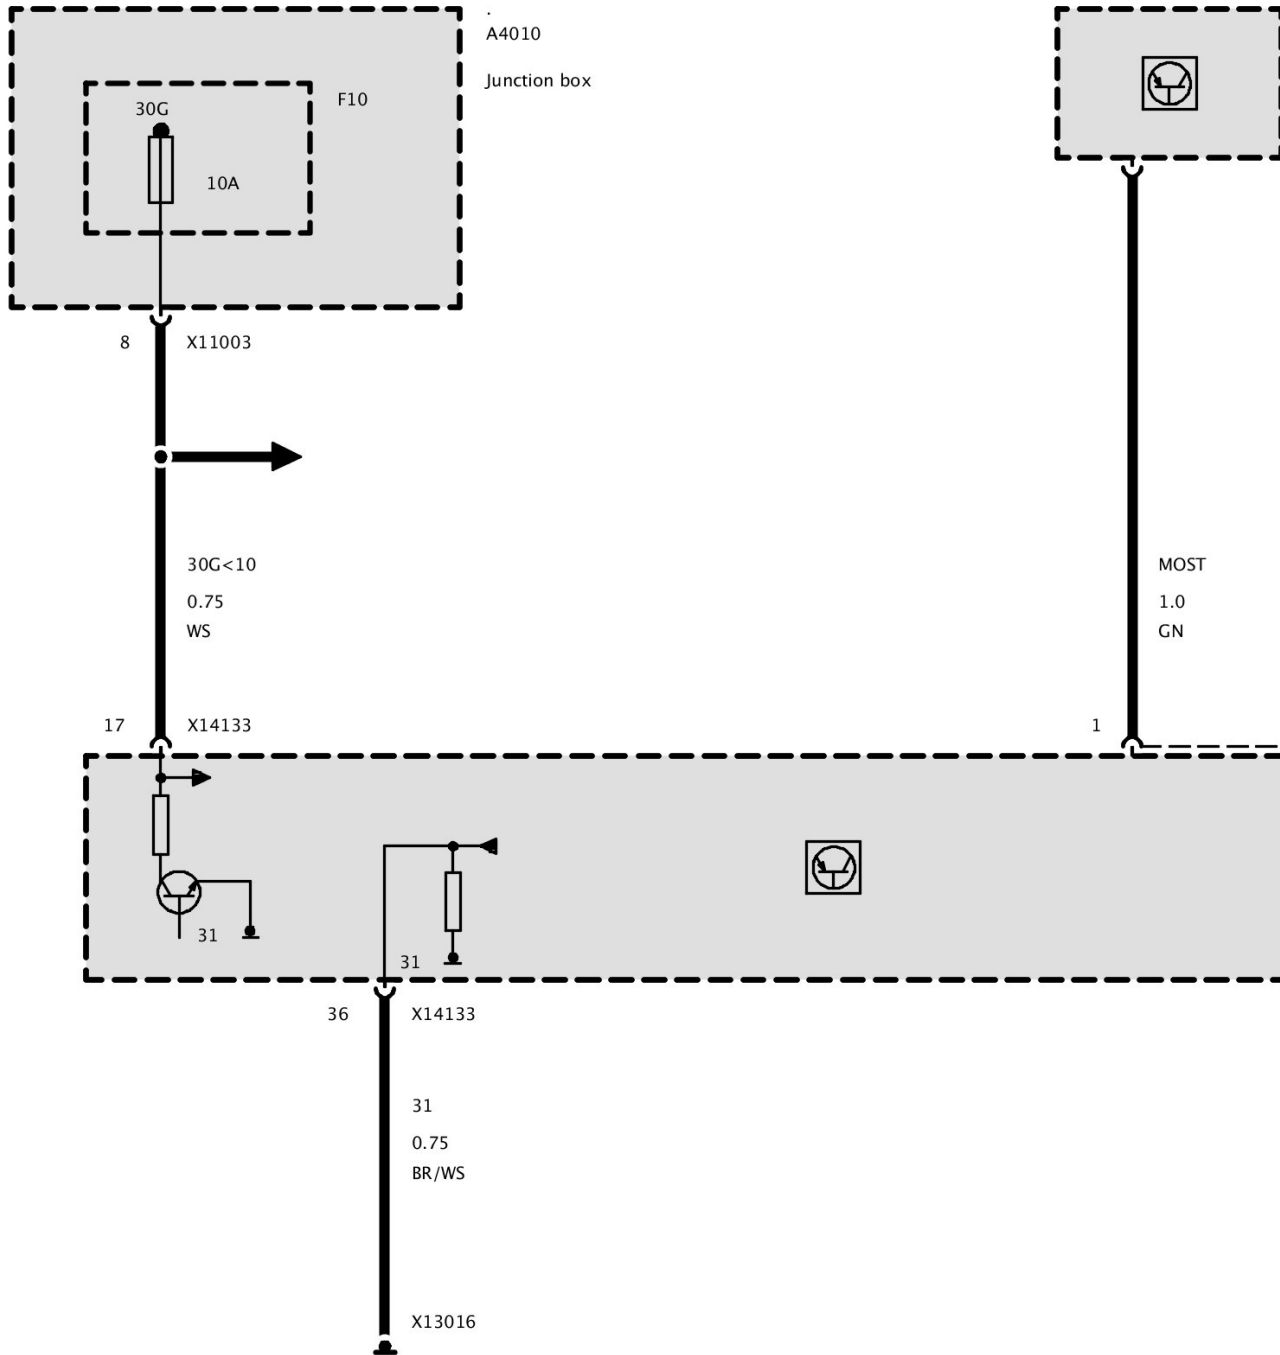 .
A4010
Junction box
F10
30G
10A
8 X11003
30G<10
0.75
WS
MOST
1.0
GN
17 X14133
1
31
31
36 X14133
31
0.75
BR/WS
X13016